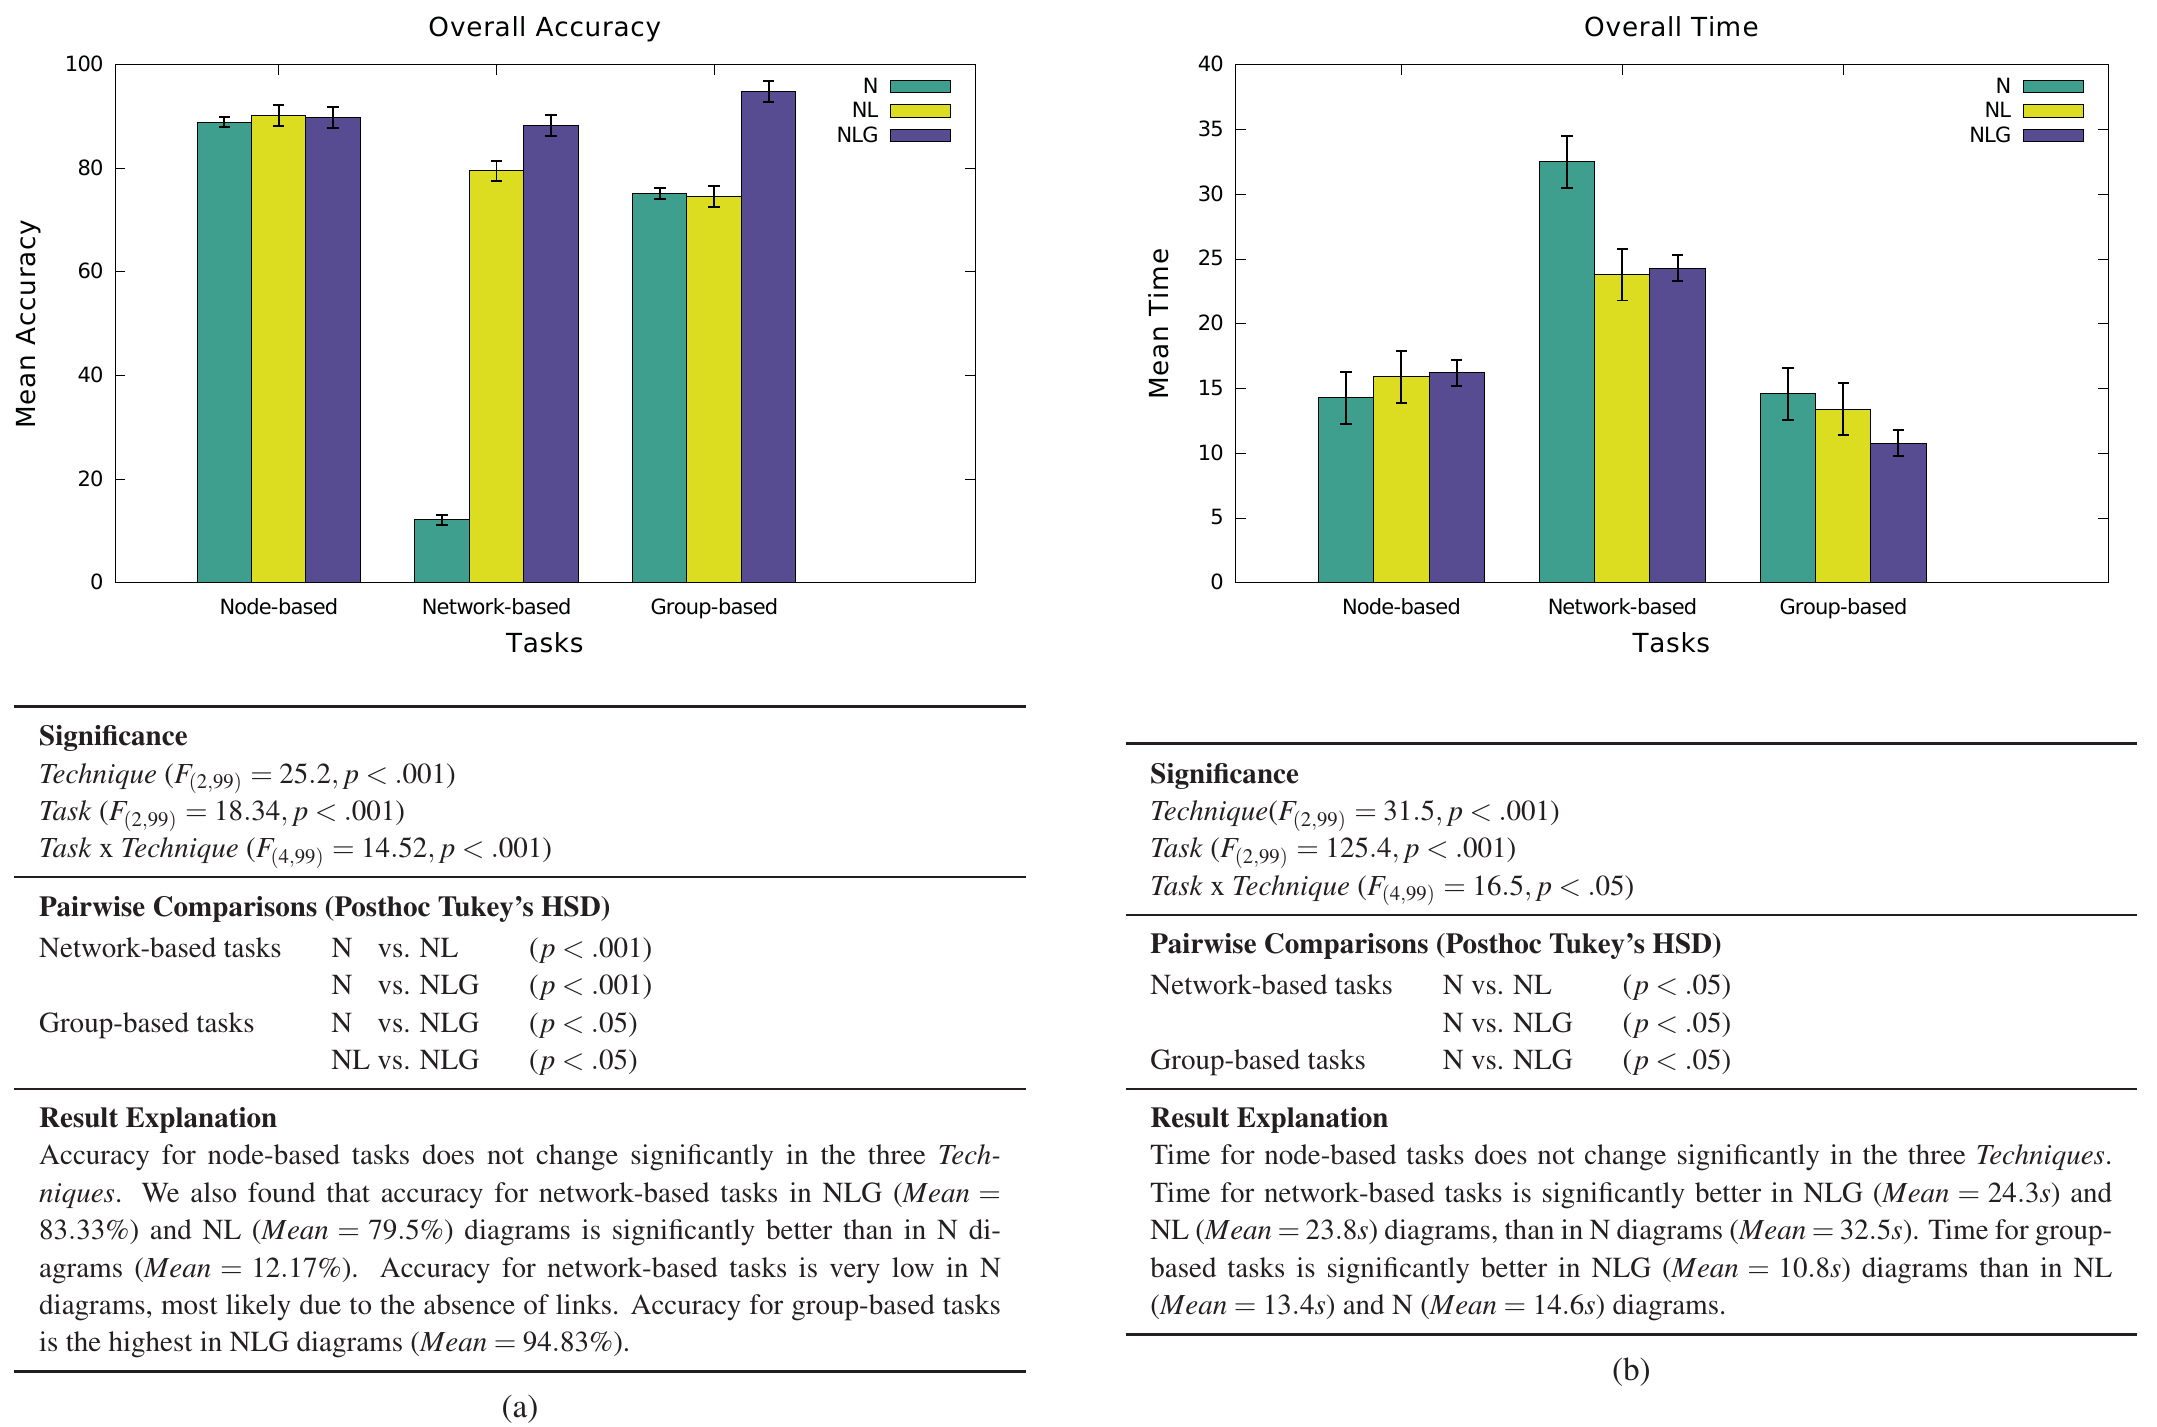 Overall Accuracy
100
80
60
40
20
0
Mean Accuracy
N
NL
NLG
Node-based
Network-based
Group-based
Tasks
Significance
Technique (F(2,99) = 25.2, p < .001)
Task (F(2,99) = 18.34, p < .001)
Task x Technique (F(4,99) = 14.52, p < .001)
Pairwise Comparisons (Posthoc Tukey's HSD)
Network-based tasks N vs. NL (p < .001)
N vs. NLG (p < .001)
Group-based tasks N vs. NLG (p < .05)
NL vs. NLG (p < .05)
Result Explanation
Accuracy for node-based tasks does not change significantly in the three Tech-
niques. We also found that accuracy for network-based tasks in NLG (Mean =
83.33%) and NL (Mean = 79.5%) diagrams is significantly better than in N di-
agrams (Mean = 12.17%). Accuracy for network-based tasks is very low in N
diagrams, most likely due to the absence of links. Accuracy for group-based tasks
is the highest in NLG diagrams (Mean = 94.83%).
(a)
Overall Time
40
35
30
25
20
15
10
5
0
Mean Time
N
NL
NLG
Node-based
Network-based
Group-based
Tasks
Significance
Technique(F(2,99) = 31.5, p < .001)
Task (F(2,99) = 125.4, p < .001)
Task x Technique (F(4,99) = 16.5, p < .05)
Pairwise Comparisons (Posthoc Tukey's HSD)
Network-based tasks N vs. NL (p < .05)
N vs. NLG (p < .05)
Group-based tasks N vs. NLG (p < .05)
Result Explanation
Time for node-based tasks does not change significantly in the three Techniques.
Time for network-based tasks is significantly better in NLG (Mean = 24.3s) and
NL (Mean = 23.8s) diagrams, than in N diagrams (Mean = 32.5s). Time for group-
based tasks is significantly better in NLG (Mean = 10.8s) diagrams than in NL
(Mean = 13.4s) and N (Mean = 14.6s) diagrams.
(b)